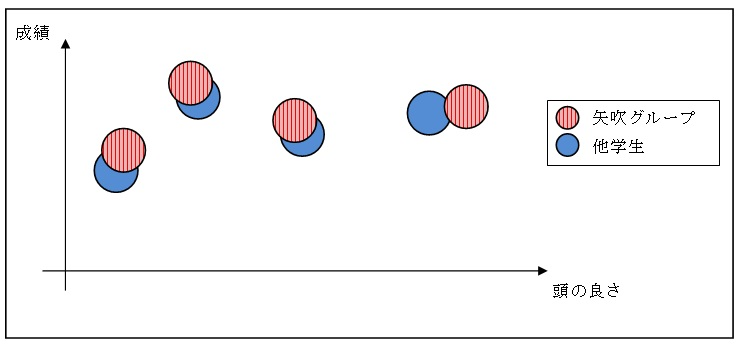 成績
矢吹グループ
他学生
頭の良さ